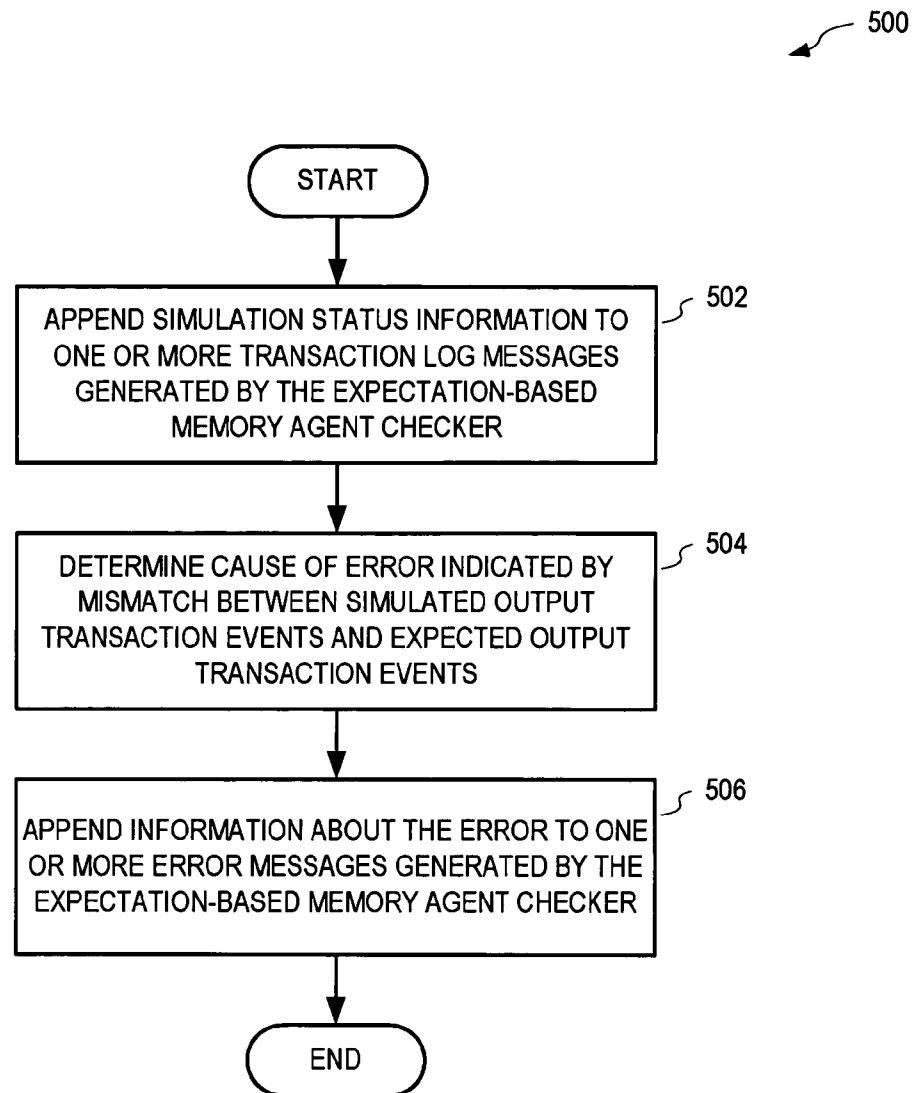 500
START
502
APPEND SIMULATION STATUS INFORMATION TO
ONE OR MORE TRANSACTION LOG MESSAGES
GENERATED BY THE EXPECTATION-BASED
MEMORY AGENT CHECKER
504
DETERMINE CAUSE OF ERROR INDICATED BY
MISMATCH BETWEEN SIMULATED OUTPUT
TRANSACTION EVENTS AND EXPECTED OUTPUT
TRANSACTION EVENTS
506
APPEND INFORMATION ABOUT THE ERROR TO ONE
OR MORE ERROR MESSAGES GENERATED BY THE
EXPECTATION-BASED MEMORY AGENT CHECKER
END